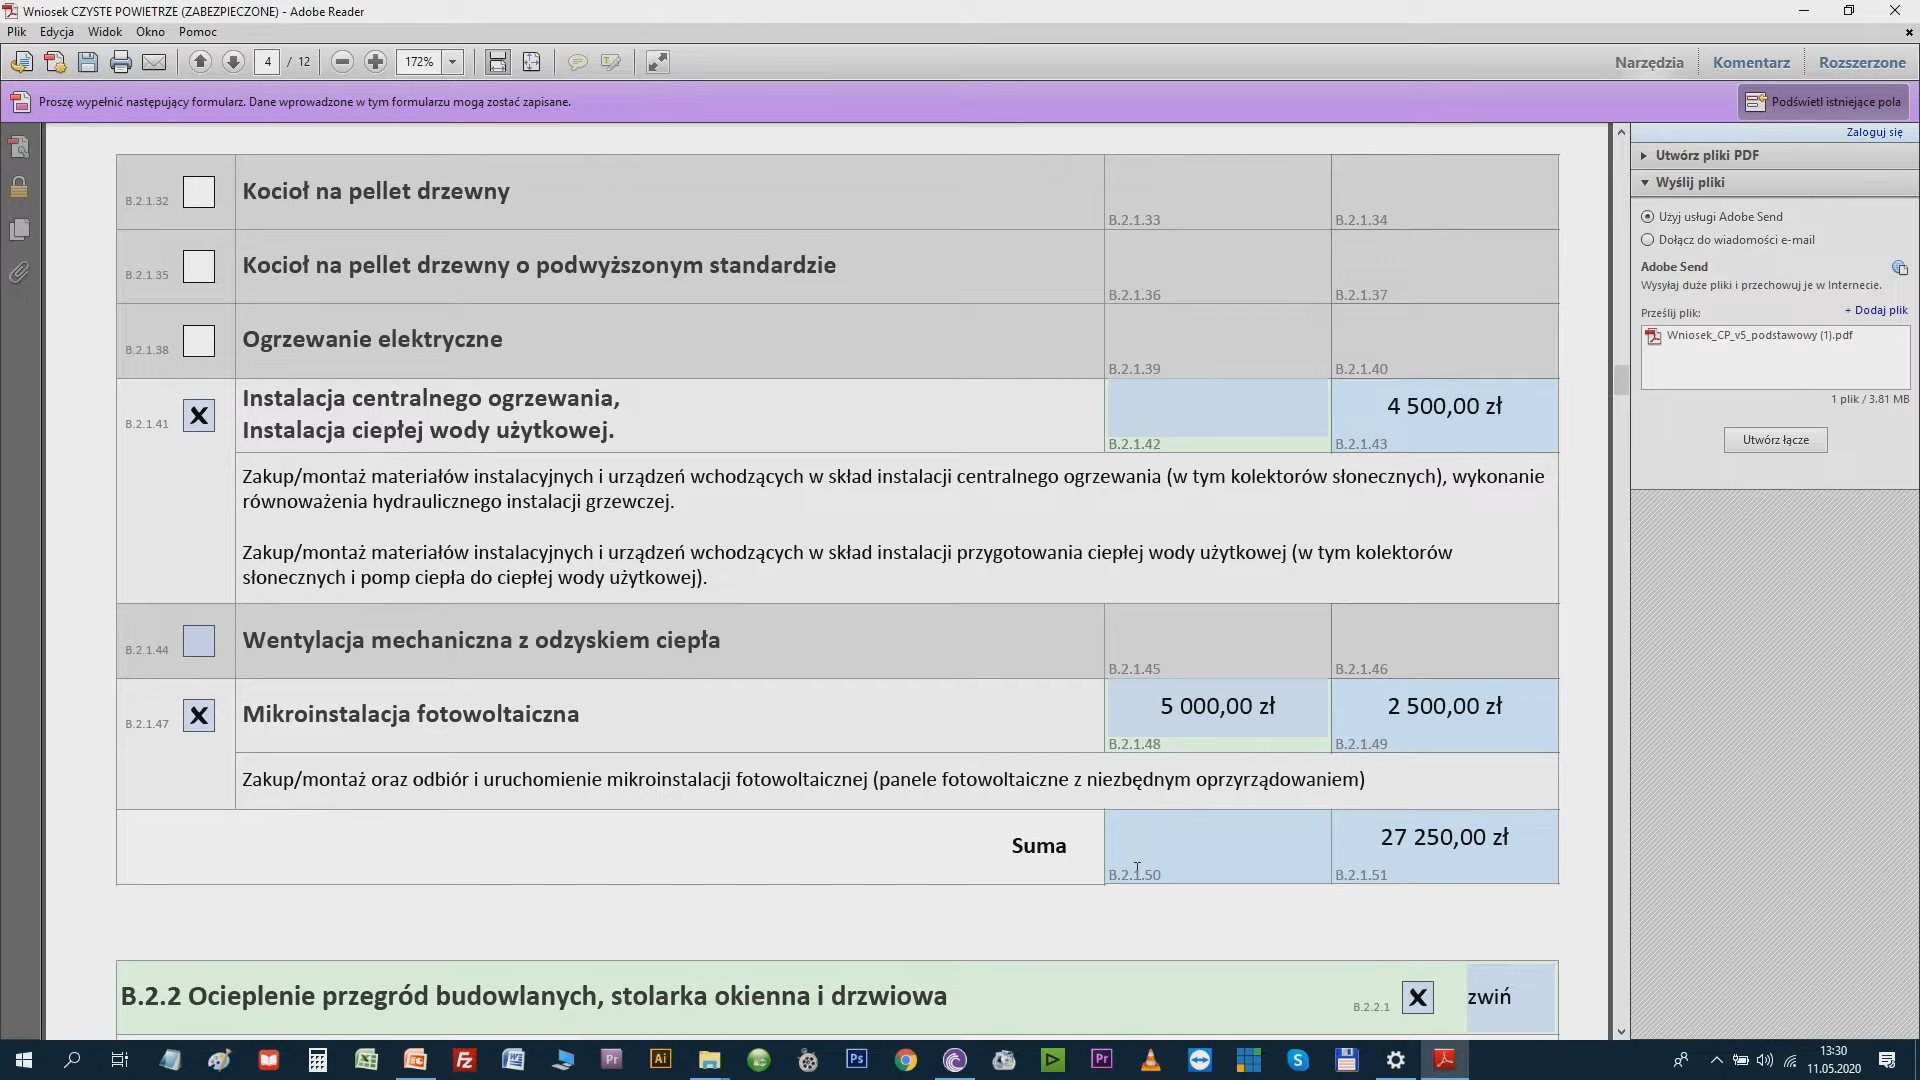 Wniosek CZYSTE POWIETRZE (ZABEZPIECZONE) - Adobe Reader
Plik Edycja Widok Okno Pomoc
4 / 12 172%
Narzędzia Komentarz Rozszerzone
Proszę wypełnić następujący formularz. Dane wprowadzone w tym formularzu mogą zostać zapisane.
Podświetl istniejące pola
B.2.1.32 Kocioł na pellet drzewny B.2.1.33 B.2.1.34
B.2.1.35 Kocioł na pellet drzewny o podwyższonym standardzie B.2.1.36 B.2.1.37
B.2.1.38 Ogrzewanie elektryczne B.2.1.39 B.2.1.40
B.2.1.41 X Instalacja centralnego ogrzewania,
Instalacja ciepłej wody użytkowej.
B.2.1.42 4 500,00 zł B.2.1.43
Zakup/montaż materiałów instalacyjnych i urządzeń wchodzących w skład instalacji centralnego ogrzewania (w tym kolektorów słonecznych), wykonanie
równoważenia hydraulicznego instalacji grzewczej.
Zakup/montaż materiałów instalacyjnych i urządzeń wchodzących w skład instalacji przygotowania ciepłej wody użytkowej (w tym kolektorów
słonecznych i pomp ciepła do ciepłej wody użytkowej).
B.2.1.44 Wentylacja mechaniczna z odzyskiem ciepła B.2.1.45 B.2.1.46
B.2.1.47 X Mikroinstalacja fotowoltaiczna 5 000,00 zł B.2.1.48 2 500,00 zł B.2.1.49
Zakup/montaż oraz odbiór i uruchomienie mikroinstalacji fotowoltaicznej (panele fotowoltaiczne z niezbędnym oprzyrządowaniem)
Suma B.2.1.50 27 250,00 zł B.2.1.51
B.2.2 Ocieplenie przegród budowlanych, stolarka okienna i drzwiowa B.2.2.1 X zwiń
Zaloguj się
Utwórz pliki PDF
Wyślij pliki
Użyj usługi Adobe Send
Dołącz do wiadomości e-mail
Adobe Send
Wysyłaj duże pliki i przechowuj je w Internecie.
Prześlij plik: + Dodaj plik
Wniosek_CP_v5_podstawowy (1).pdf
1 plik / 3.81 MB
Utwórz łącze
Pr Ai Ps Pr
13:30
11.05.2020